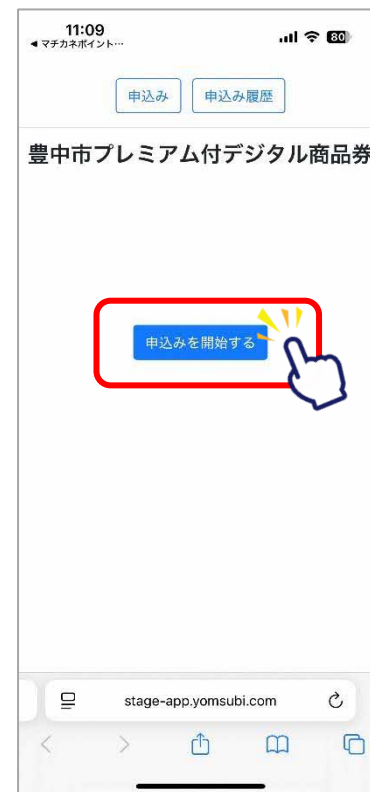 11:09
80
◀ マチカネポイント…
申込み 申込み履歴
豊中市プレミアム付デジタル商品券
申込みを開始する
stage-app.yomsubi.com